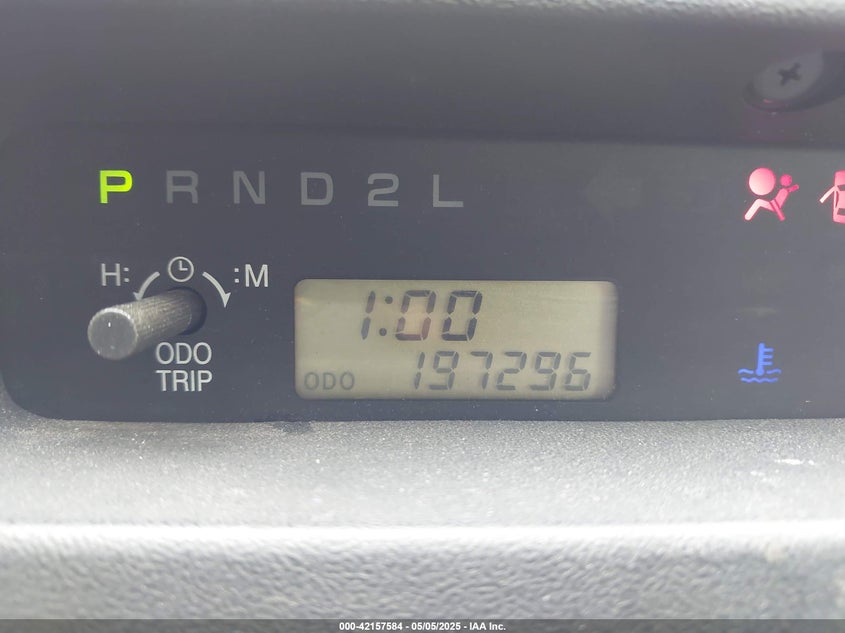 P R N D 2 L
H: :M
1:00
ODO
TRIP
ODO 197296
000-42157584 - 05/05/2025 - IAA Inc.